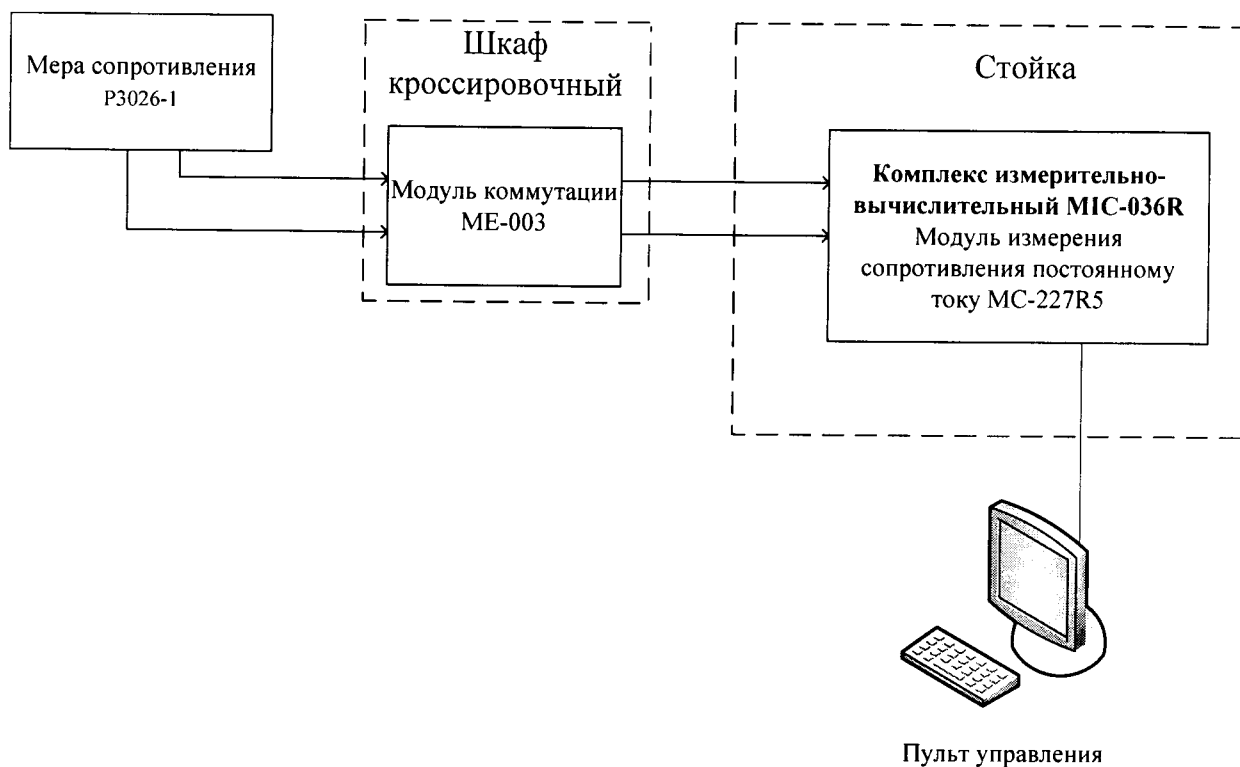 Мера сопротивления
Р3026-1
Шкаф
кроссировочный
Модуль коммутации
МЕ-003
Стойка
Комплекс измерительно-
вычислительный MIC-036R
Модуль измерения
сопротивления постоянному
току МС-227R5
Пульт управления